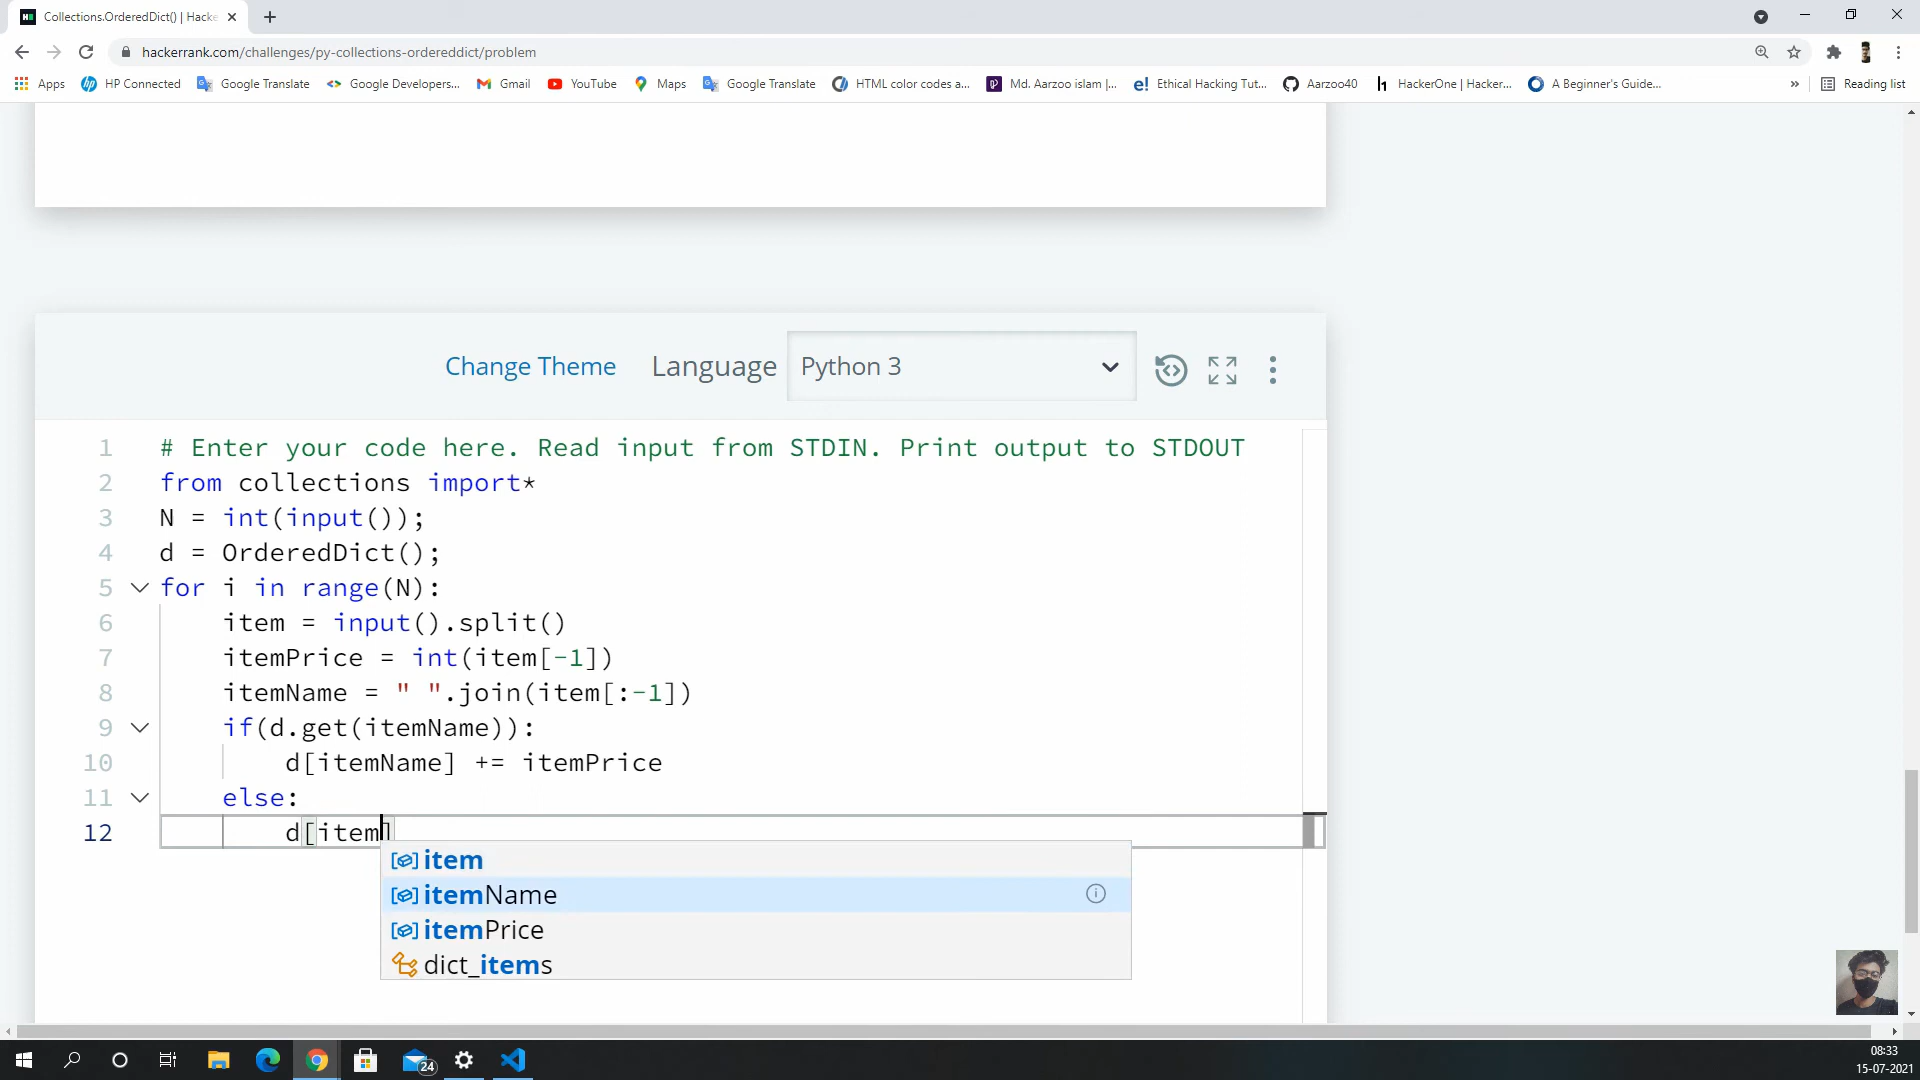 Collections.OrderedDict() | Hacke
hackerrank.com/challenges/py-collections-ordereddict/problem
Apps HP Connected Google Translate Google Developers... Gmail YouTube Maps Google Translate HTML color codes a... Md. Aarzoo islam |... Ethical Hacking Tut... Aarzoo40 HackerOne | Hacker... A Beginner's Guide... » Reading list
Change Theme Language Python 3
1 # Enter your code here. Read input from STDIN. Print output to STDOUT
2 from collections import*
3 N = int(input());
4 d = OrderedDict();
5 for i in range(N):
6 item = input().split()
7 itemPrice = int(item[-1])
8 itemName = " ".join(item[:-1])
9 if(d.get(itemName)):
10 d[itemName] += itemPrice
11 else:
12 d[item]
item
itemName
itemPrice
dict_items
24
08:33
15-07-2021